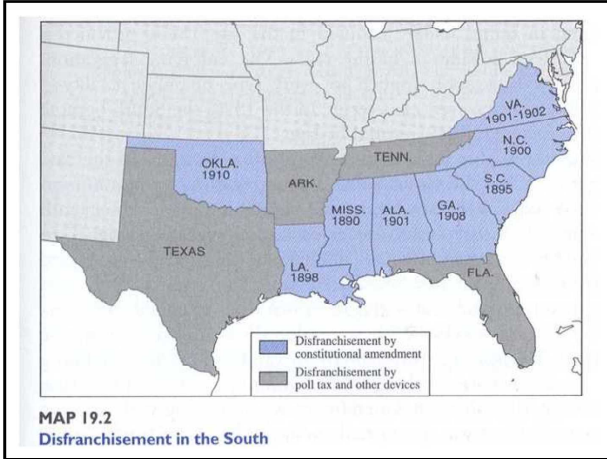 VA.
1901-1902
N.C.
1900
OKLA.
1910
TENN.
ARK.
S.C.
1895
MISS.
1890
ALA.
1901
GA.
1908
TEXAS
LA.
1898
FLA.
Disfranchisement by
constitutional amendment
Disfranchisement by
poll tax and other devices
MAP 19.2
Disfranchisement in the South